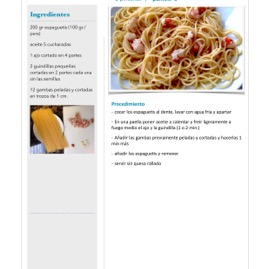 Ingredientes
200 gr espaguetis (100 gr /
pers)
aceite 5 cucharadas
1 ajo cortado en 4 partes
2 guindillas pequeñas
cortadas en 2 partes cada una
sin las semillas
12 gambas peladas y cortadas
en trozos de 1 cm.
Procedimiento
- cocer los espaguetis al dente, lavar con agua fría y apartar
- En una paella poner aceite a calentar y freír ligeramente a
fuego medio el ajo y la guindilla (1 o 2 min.)
- Añadir las gambas previamente peladas y cortadas y hacerlas 1
min más
- añadir los espaguetis y remover
- servir sin queso rallado